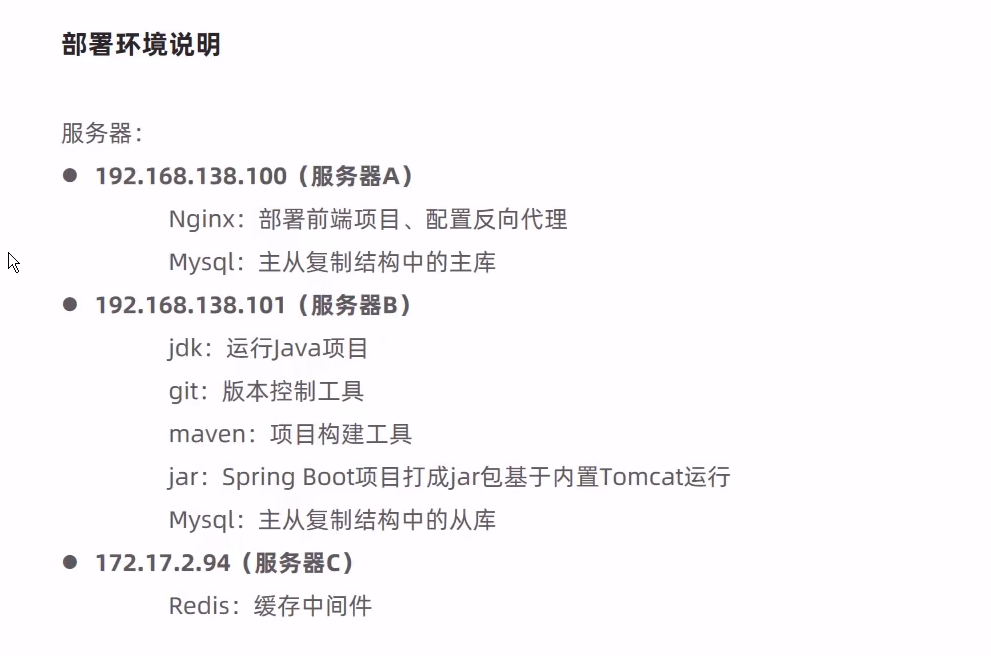 部署环境说明
服务器：
● 192.168.138.100（服务器A）
Nginx：部署前端项目、配置反向代理
Mysql：主从复制结构中的主库
● 192.168.138.101（服务器B）
jdk：运行Java项目
git：版本控制工具
maven：项目构建工具
jar：Spring Boot项目打成jar包基于内置Tomcat运行
Mysql：主从复制结构中的从库
● 172.17.2.94（服务器C）
Redis：缓存中间件